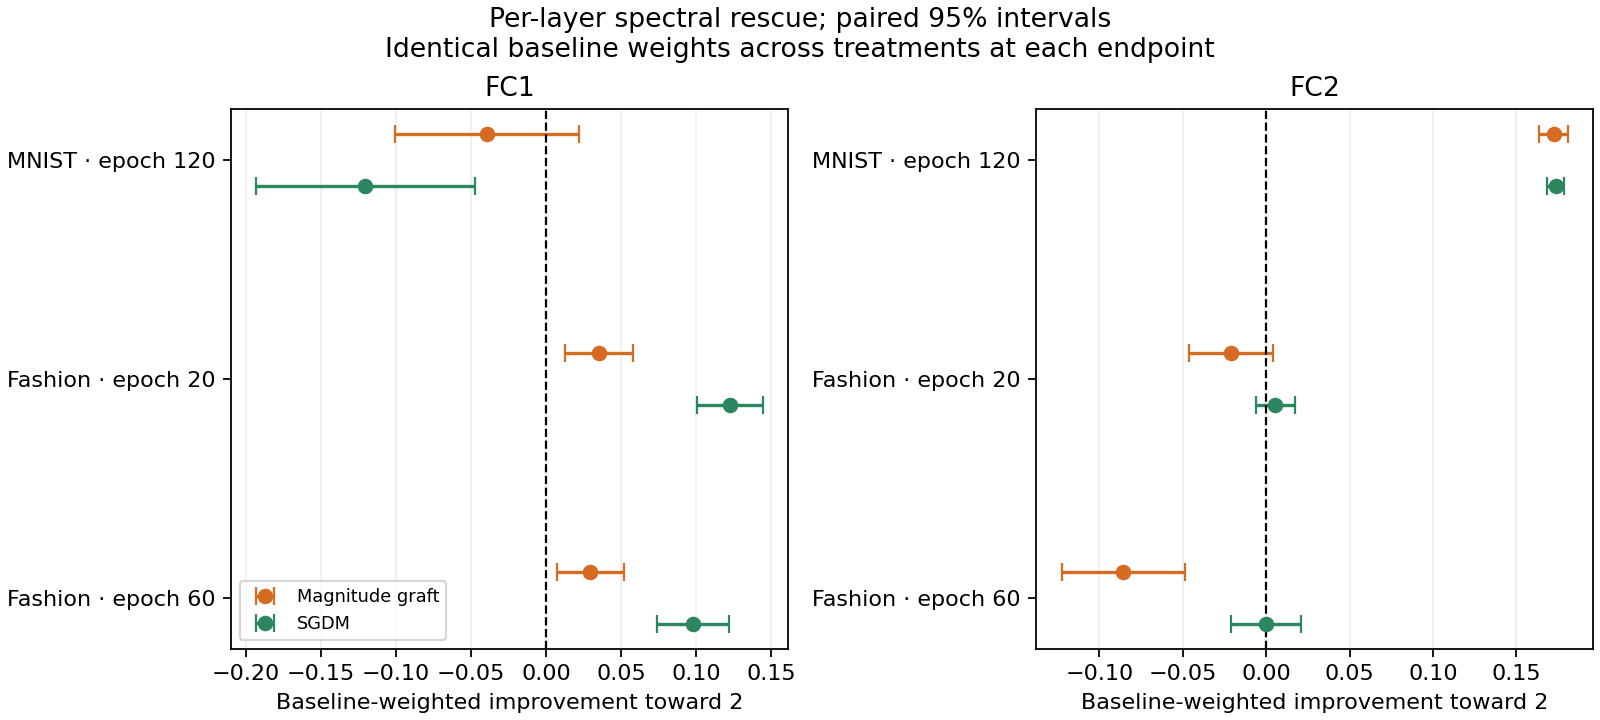 Per-layer spectral rescue; paired 95% intervals
Identical baseline weights across treatments at each endpoint
FC1
MNIST · epoch 120
Fashion · epoch 20
Fashion · epoch 60
Magnitude graft
SGDM
−0.20 −0.15 −0.10 −0.05 0.00 0.05 0.10 0.15
Baseline-weighted improvement toward 2
FC2
MNIST · epoch 120
Fashion · epoch 20
Fashion · epoch 60
−0.10 −0.05 0.00 0.05 0.10 0.15
Baseline-weighted improvement toward 2